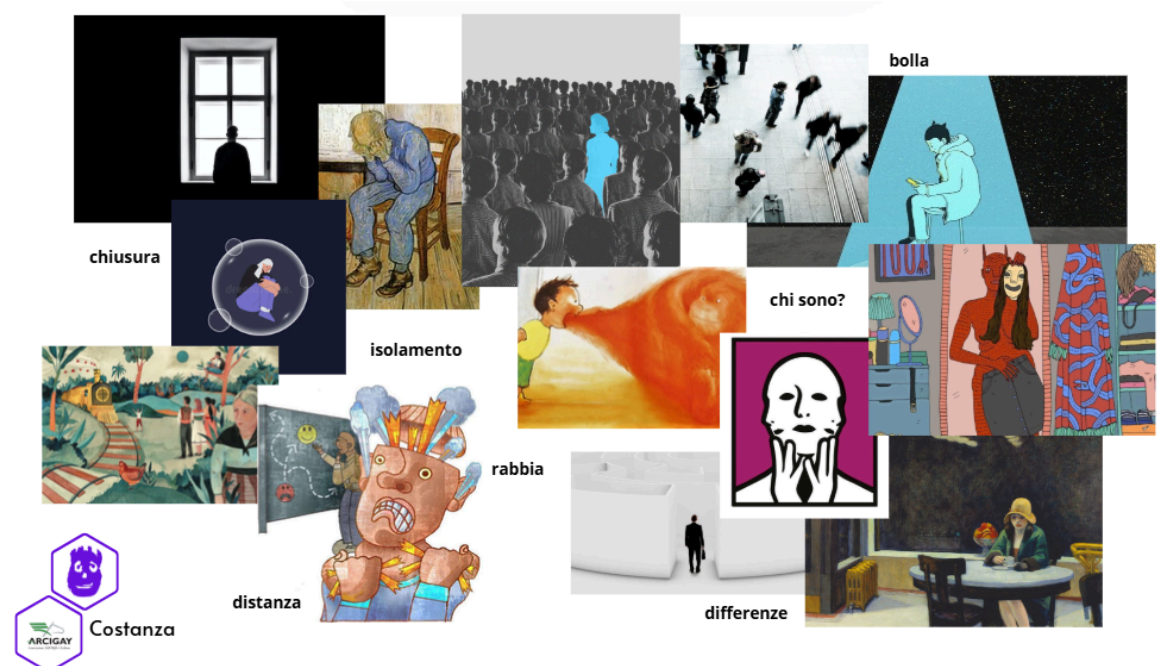 bolla
chiusura
chi sono?
isolamento
rabbia
distanza
differenze
ARCIGAY
Costanza